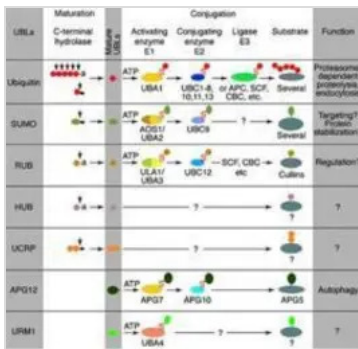 Maturation
Conjugation
UBLs
C-terminal hydrolase
Mature UBLs
Activating enzyme E1
Conjugating enzyme E2
Ligase E3
Substrate
Function
Ubiquitin
ATP
UBA1
UBC1-8, 10,11,13
or APC, SCF, CBC, etc.
Several
Proteasome dependent proteolysis endocytosis
SUMO
-A
ATP
AOS1/ UBA2
UBC9
?
Several
Targeting? Protein stabilization
RUB
-A
ATP
ULA1/ UBA3
UBC12
SCF, CBC etc
Cullins
Regulation?
HUB
-A
?
?
?
UCRP
?
?
?
APG12
ATP
APG7
APG10
APG5
Autophagy
URM1
ATP
UBA4
?
?
?